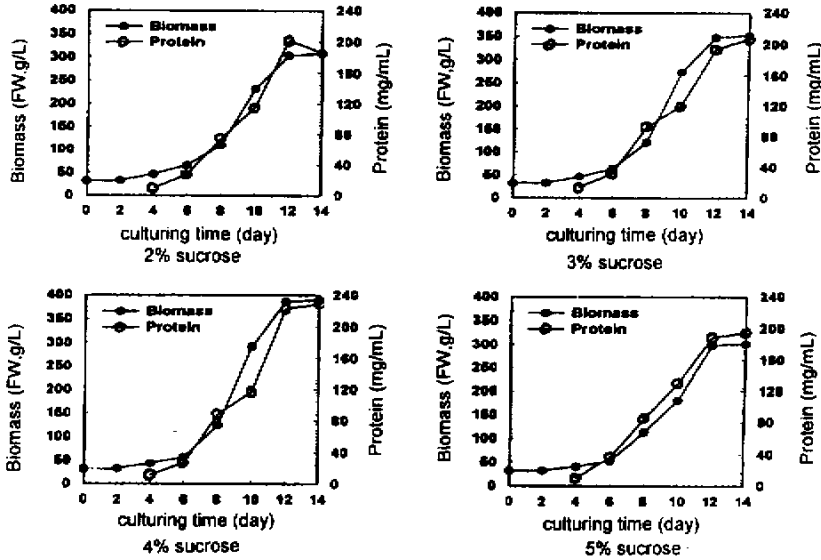 Biomass (FW.g/L)
400
350
300
250
200
150
100
50
0
Biomass
Protein
240
200
160
120
80
40
0
Protein (mg/mL)
0 2 4 6 8 10 12 14
culturing time (day)
2% sucrose
Biomass (FW,g/L)
400
350
300
250
200
150
100
50
0
Biomass
Protein
240
200
160
120
80
40
0
Protein (mg/mL)
0 2 4 6 8 10 12 14
culturing time (day)
3% sucrose
Biomass (FW,g/L)
400
350
300
250
200
150
100
50
0
Biomass
Protein
240
200
160
120
80
40
0
Protein (mg/mL)
0 2 4 6 8 10 12 14
culturing time (day)
4% sucrose
Biomass (FW,g/L)
400
350
300
250
200
150
100
50
0
Biomass
Protein
240
200
160
120
80
40
0
Protein (mg/mL)
0 2 4 6 8 10 12 14
culturing time (day)
5% sucrose